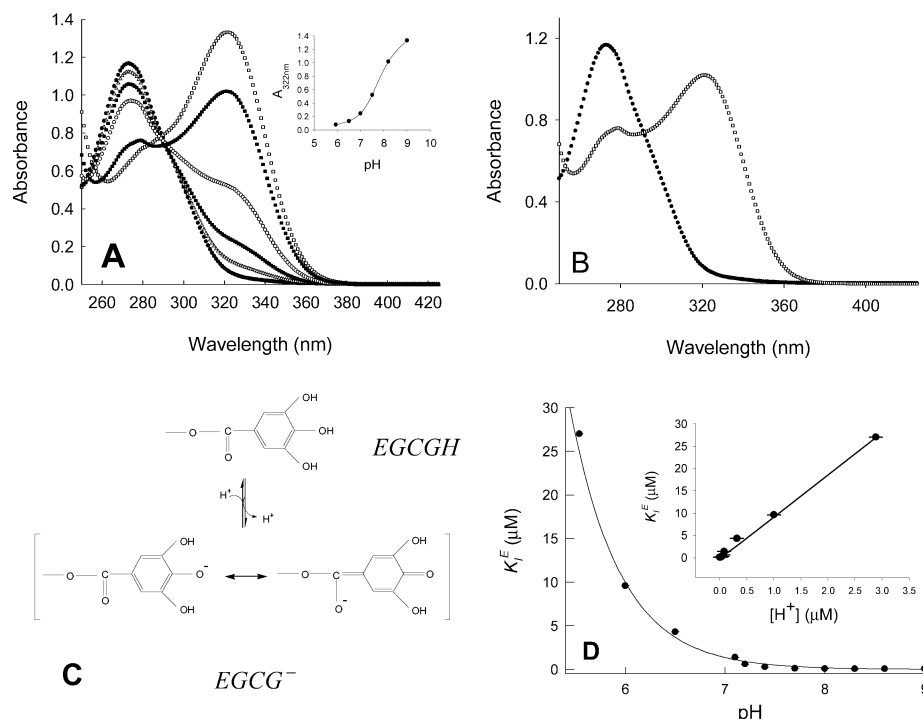 1.4
1.2
1.0
0.8
0.6
0.4
0.2
0.0
Absorbance
260 280 300 320 340 360 380 400 420
Wavelength (nm)
A
1.4
1.2
1.0
0.8
0.6
0.4
0.2
0.0
A322nm
5 6 7 8 9 10
pH
1.2
0.8
0.4
0.0
Absorbance
280 320 360 400
Wavelength (nm)
B
O C O
OH
OH
OH
EGCGH
H+
H+
O C O
OH
O-
OH
O C O-
OH
O
OH
C
EGCG−
30
25
20
15
10
5
0
KIE (μM)
6 7 8 9
pH
D
30
25
20
15
10
5
0
KIE (μM)
0.0 0.5 1.0 1.5 2.0 2.5 3.0 3.5
[H+] (μM)